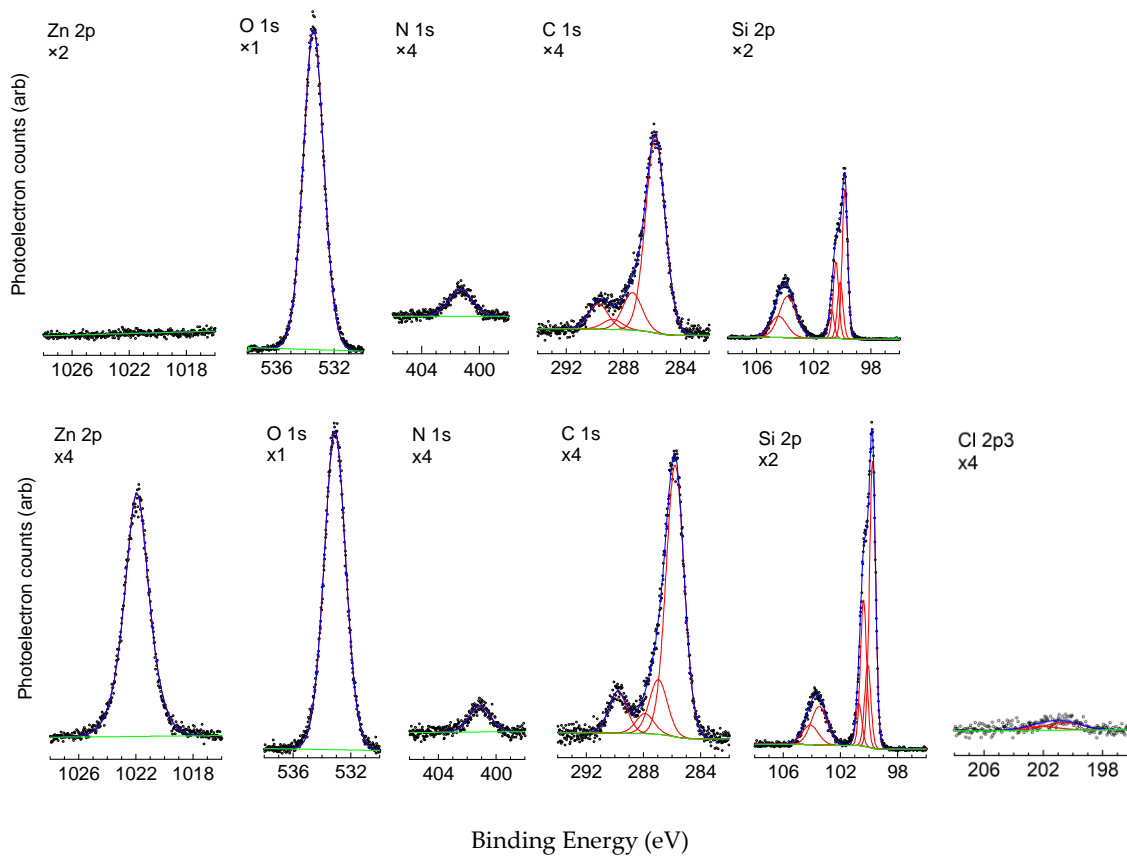 Zn 2p
×2
O 1s
×1
N 1s
×4
C 1s
×4
Si 2p
×2
Photoelectron counts (arb)
1026 1022 1018
536 532
404 400
292 288 284
106 102 98
Zn 2p
x4
O 1s
x1
N 1s
x4
C 1s
x4
Si 2p
x2
Cl 2p3
x4
Photoelectron counts (arb)
1026 1022 1018
536 532
404 400
292 288 284
106 102 98
206 202 198
Binding Energy (eV)